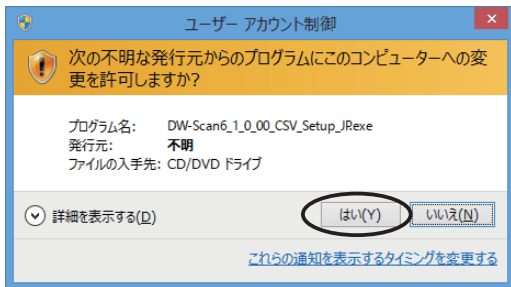 ユーザー アカウント制御
次の不明な発行元からのプログラムにこのコンピューターへの変
更を許可しますか?
プログラム名: DW-Scan6_1_0_00_CSV_Setup_JP.exe
発行元: 不明
ファイルの入手先: CD/DVD ドライブ
詳細を表示する(D) はい(Y) いいえ(N)
これらの通知を表示するタイミングを変更する